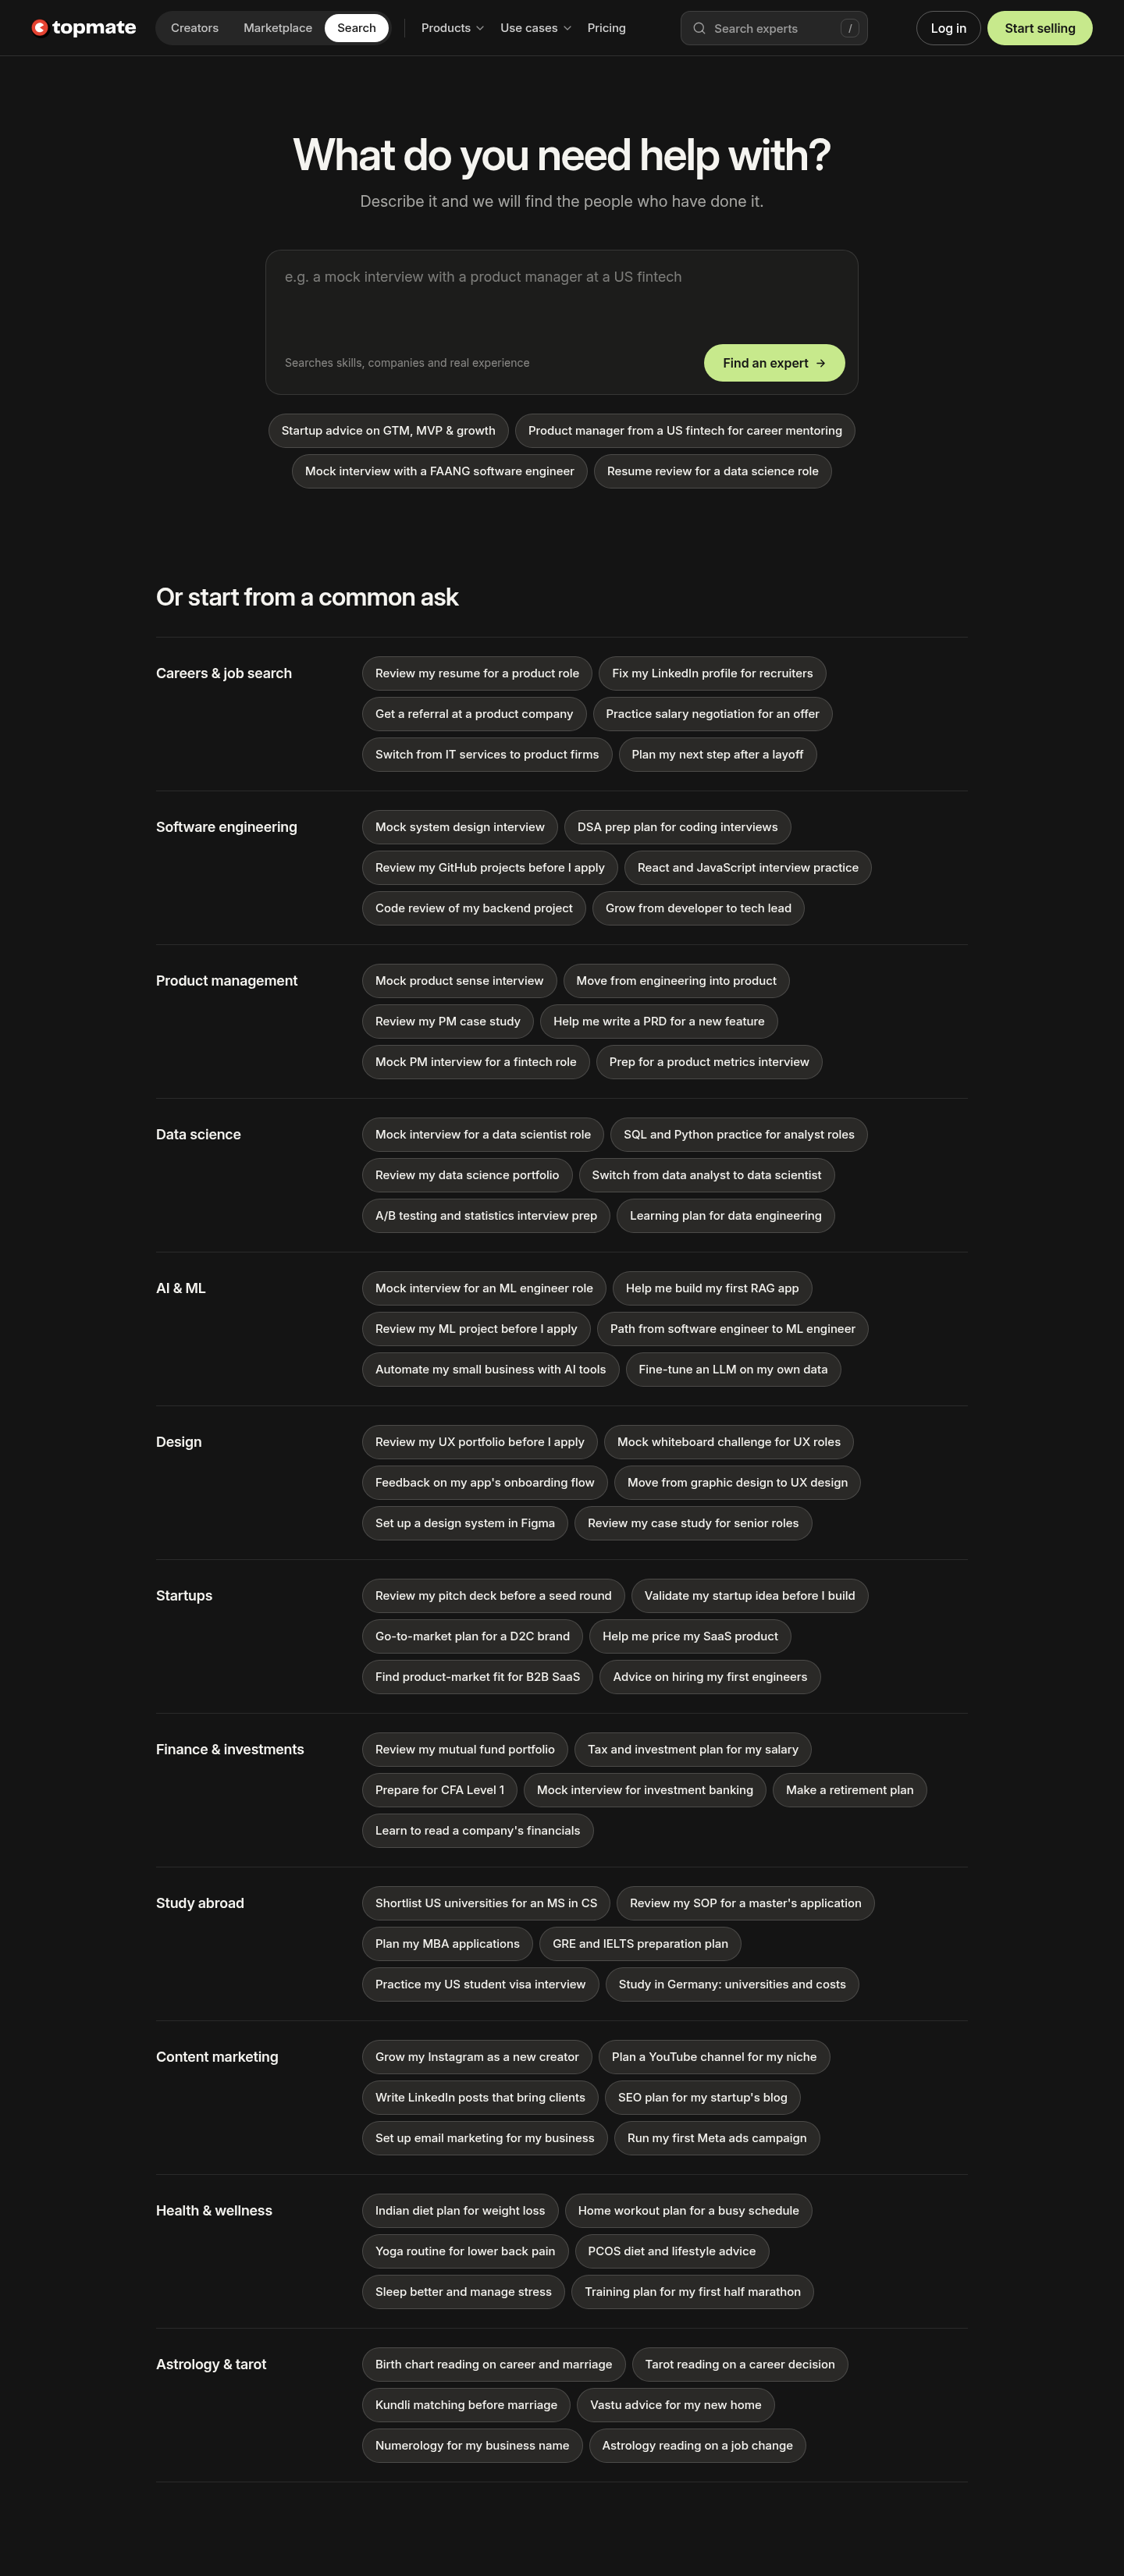 topmate Creators Marketplace Search Products Use cases Pricing Search experts / Log in Start selling
What do you need help with?
Describe it and we will find the people who have done it.
e.g. a mock interview with a product manager at a US fintech
Searches skills, companies and real experience Find an expert →
Startup advice on GTM, MVP & growth Product manager from a US fintech for career mentoring
Mock interview with a FAANG software engineer Resume review for a data science role
Or start from a common ask
Careers & job search Review my resume for a product role Fix my LinkedIn profile for recruiters
Get a referral at a product company Practice salary negotiation for an offer
Switch from IT services to product firms Plan my next step after a layoff
Software engineering Mock system design interview DSA prep plan for coding interviews
Review my GitHub projects before I apply React and JavaScript interview practice
Code review of my backend project Grow from developer to tech lead
Product management Mock product sense interview Move from engineering into product
Review my PM case study Help me write a PRD for a new feature
Mock PM interview for a fintech role Prep for a product metrics interview
Data science Mock interview for a data scientist role SQL and Python practice for analyst roles
Review my data science portfolio Switch from data analyst to data scientist
A/B testing and statistics interview prep Learning plan for data engineering
AI & ML Mock interview for an ML engineer role Help me build my first RAG app
Review my ML project before I apply Path from software engineer to ML engineer
Automate my small business with AI tools Fine-tune an LLM on my own data
Design Review my UX portfolio before I apply Mock whiteboard challenge for UX roles
Feedback on my app's onboarding flow Move from graphic design to UX design
Set up a design system in Figma Review my case study for senior roles
Startups Review my pitch deck before a seed round Validate my startup idea before I build
Go-to-market plan for a D2C brand Help me price my SaaS product
Find product-market fit for B2B SaaS Advice on hiring my first engineers
Finance & investments Review my mutual fund portfolio Tax and investment plan for my salary
Prepare for CFA Level 1 Mock interview for investment banking Make a retirement plan
Learn to read a company's financials
Study abroad Shortlist US universities for an MS in CS Review my SOP for a master's application
Plan my MBA applications GRE and IELTS preparation plan
Practice my US student visa interview Study in Germany: universities and costs
Content marketing Grow my Instagram as a new creator Plan a YouTube channel for my niche
Write LinkedIn posts that bring clients SEO plan for my startup's blog
Set up email marketing for my business Run my first Meta ads campaign
Health & wellness Indian diet plan for weight loss Home workout plan for a busy schedule
Yoga routine for lower back pain PCOS diet and lifestyle advice
Sleep better and manage stress Training plan for my first half marathon
Astrology & tarot Birth chart reading on career and marriage Tarot reading on a career decision
Kundli matching before marriage Vastu advice for my new home
Numerology for my business name Astrology reading on a job change